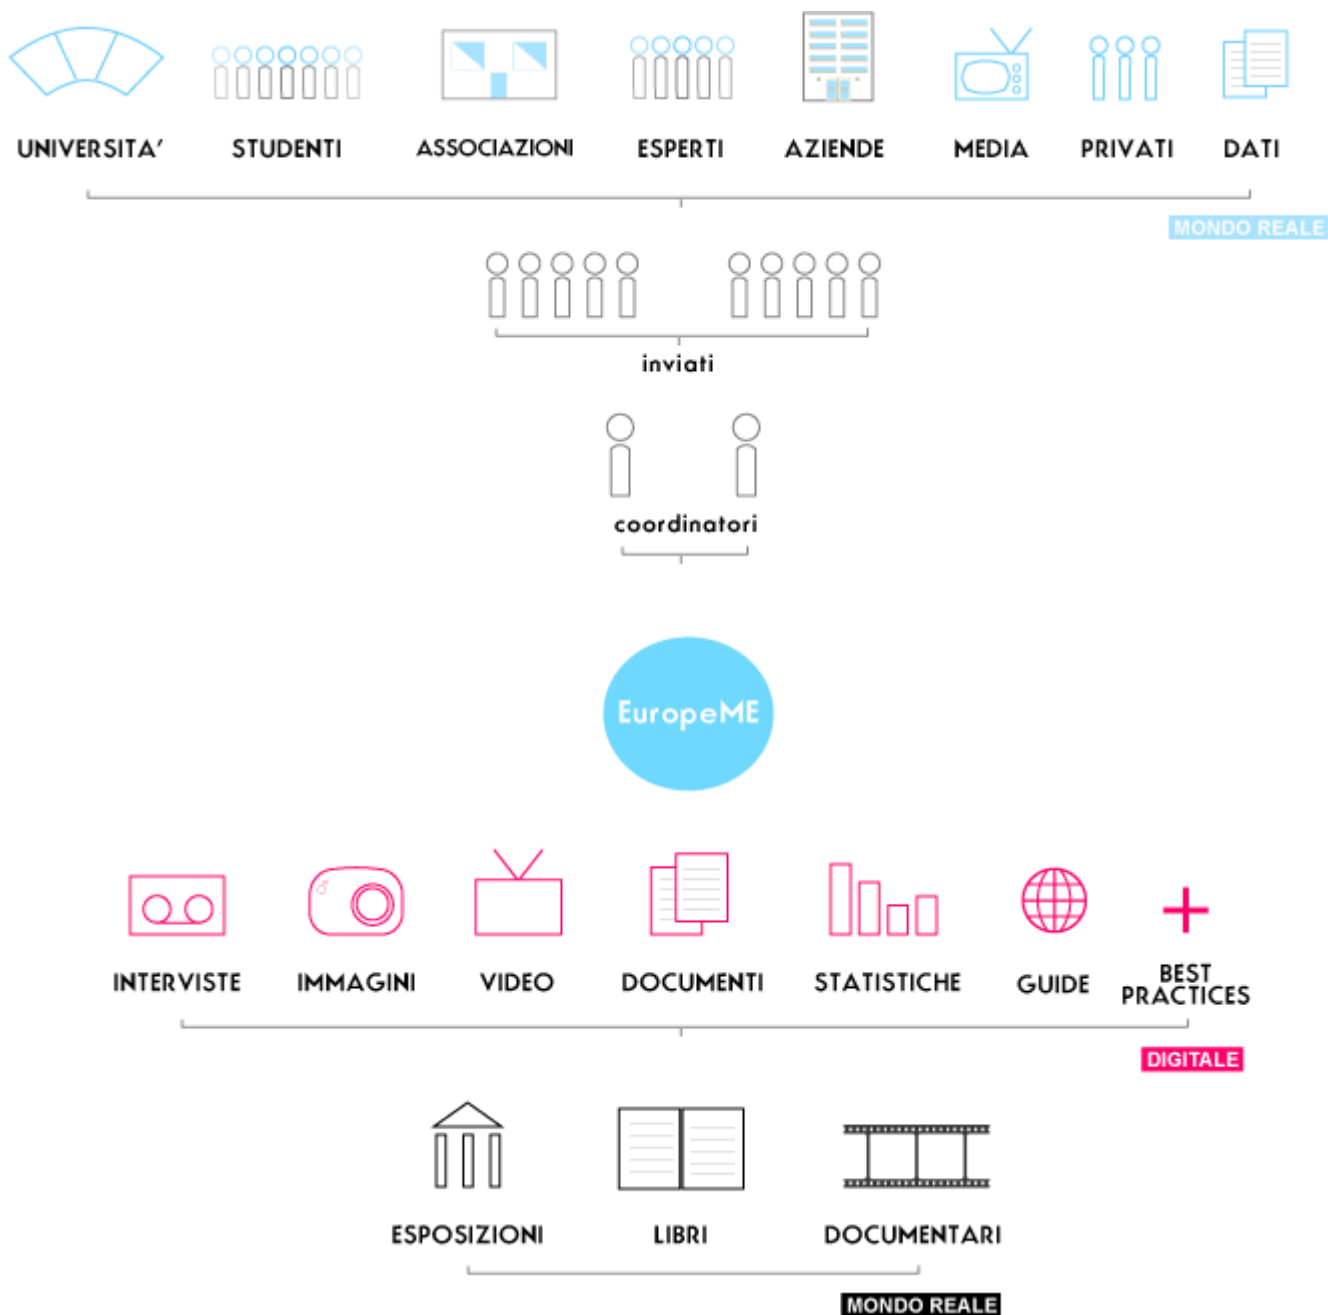 UNIVERSITA'
STUDENTI
ASSOCIAZIONI
ESPERTI
AZIENDE
MEDIA
PRIVATI
DATI
MONDO REALE
inviati
coordinatori
EuropeME
INTERVISTE
IMMAGINI
VIDEO
DOCUMENTI
STATISTICHE
GUIDE
BEST
PRACTICES
DIGITALE
ESPOSIZIONI
LIBRI
DOCUMENTARI
MONDO REALE